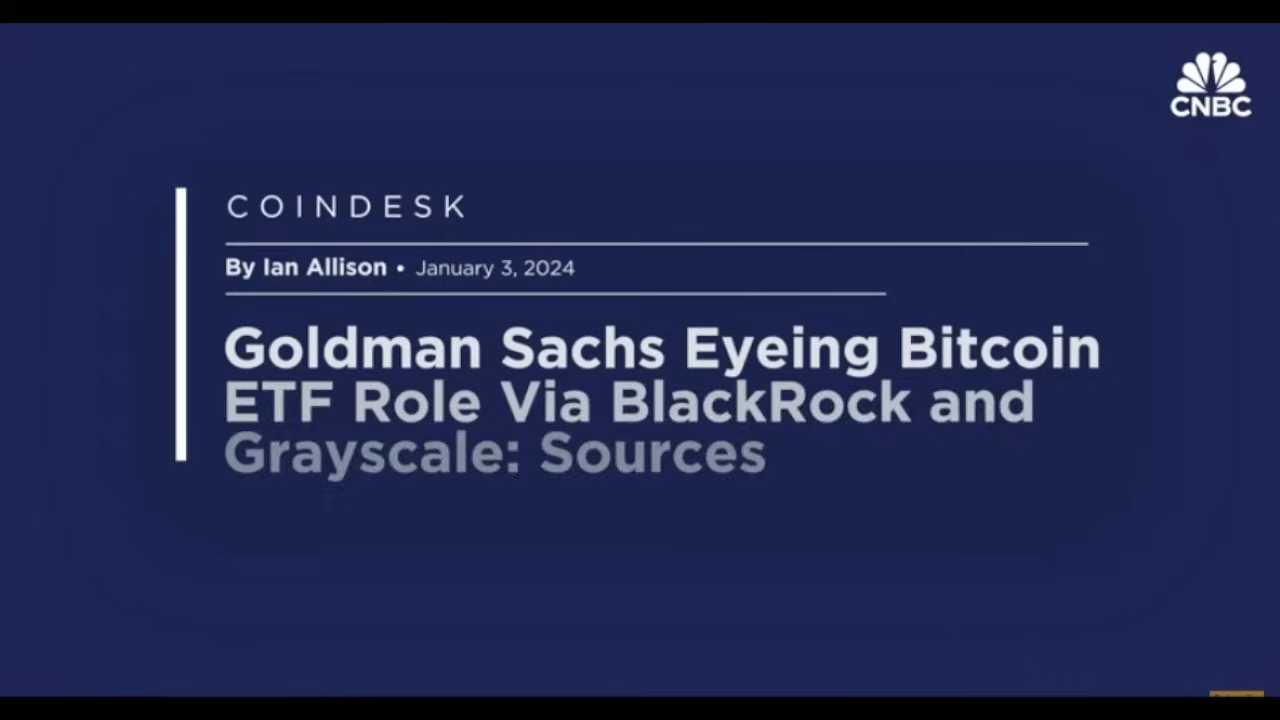 CNBC
COINDESK
By Ian Allison • January 3, 2024
Goldman Sachs Eyeing Bitcoin
ETF Role Via BlackRock and
Grayscale: Sources